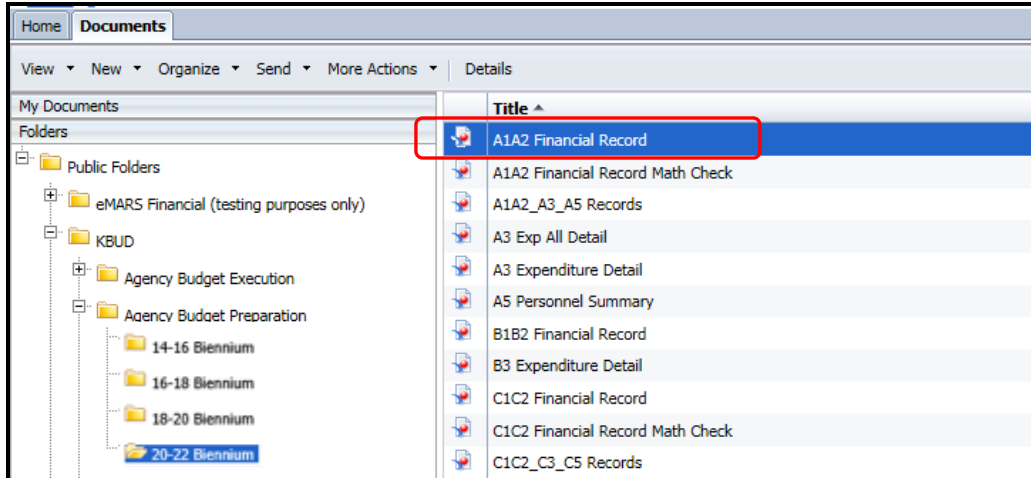 Home Documents
View New Organize Send More Actions Details
My Documents
Folders
Public Folders
eMARS Financial (testing purposes only)
KBUD
Agency Budget Execution
Agency Budget Preparation
14-16 Biennium
16-18 Biennium
18-20 Biennium
20-22 Biennium
Title
A1A2 Financial Record
A1A2 Financial Record Math Check
A1A2_A3_A5 Records
A3 Exp All Detail
A3 Expenditure Detail
A5 Personnel Summary
B1B2 Financial Record
B3 Expenditure Detail
C1C2 Financial Record
C1C2 Financial Record Math Check
C1C2_C3_C5 Records